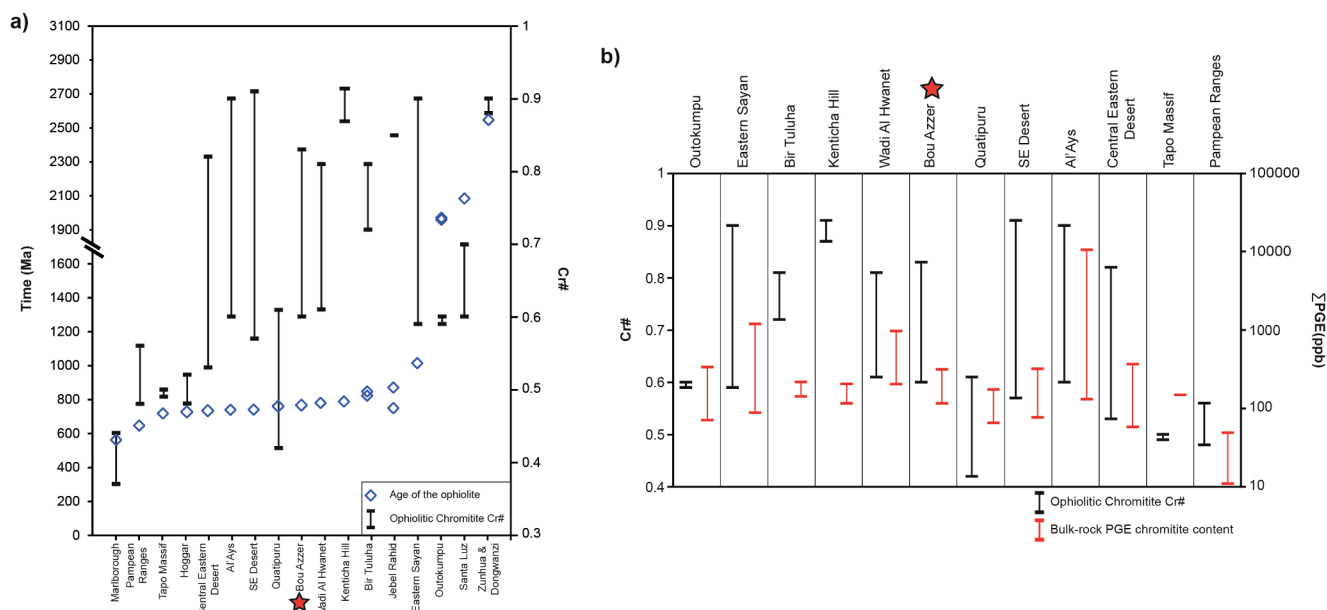 a)
3100
2900
2700
2500
2300
2100
1900
1600
1400
1200
1000
800
600
400
200
0
Time (Ma)
1
0.9
0.8
0.7
0.6
0.5
0.4
0.3
Cr#
Age of the ophiolite
Ophiolitic Chromitite Cr#
Marlborough
Pampean
Ranges
Tapo Massif
Hoggar
Central Eastern
Desert
Al'Ays
SE Desert
Quatipuru
Bou Azzer
Wadi Al Hwanet
Kenticha Hill
Bir Tuluha
Jebel Rahid
Eastern Sayan
Outokumpu
Santa Luz
Zunhua &
Dongwanzi
b)
Outokumpu
Eastern Sayan
Bir Tuluha
Kenticha Hill
Wadi Al Hwanet
Bou Azzer
Quatipuru
SE Desert
Al'Ays
Central Eastern
Desert
Tapo Massif
Pampean Ranges
1
0.9
0.8
0.7
0.6
0.5
0.4
Cr#
100000
10000
1000
100
10
∑PGE(ppb)
Ophiolitic Chromitite Cr#
Bulk-rock PGE chromitite content